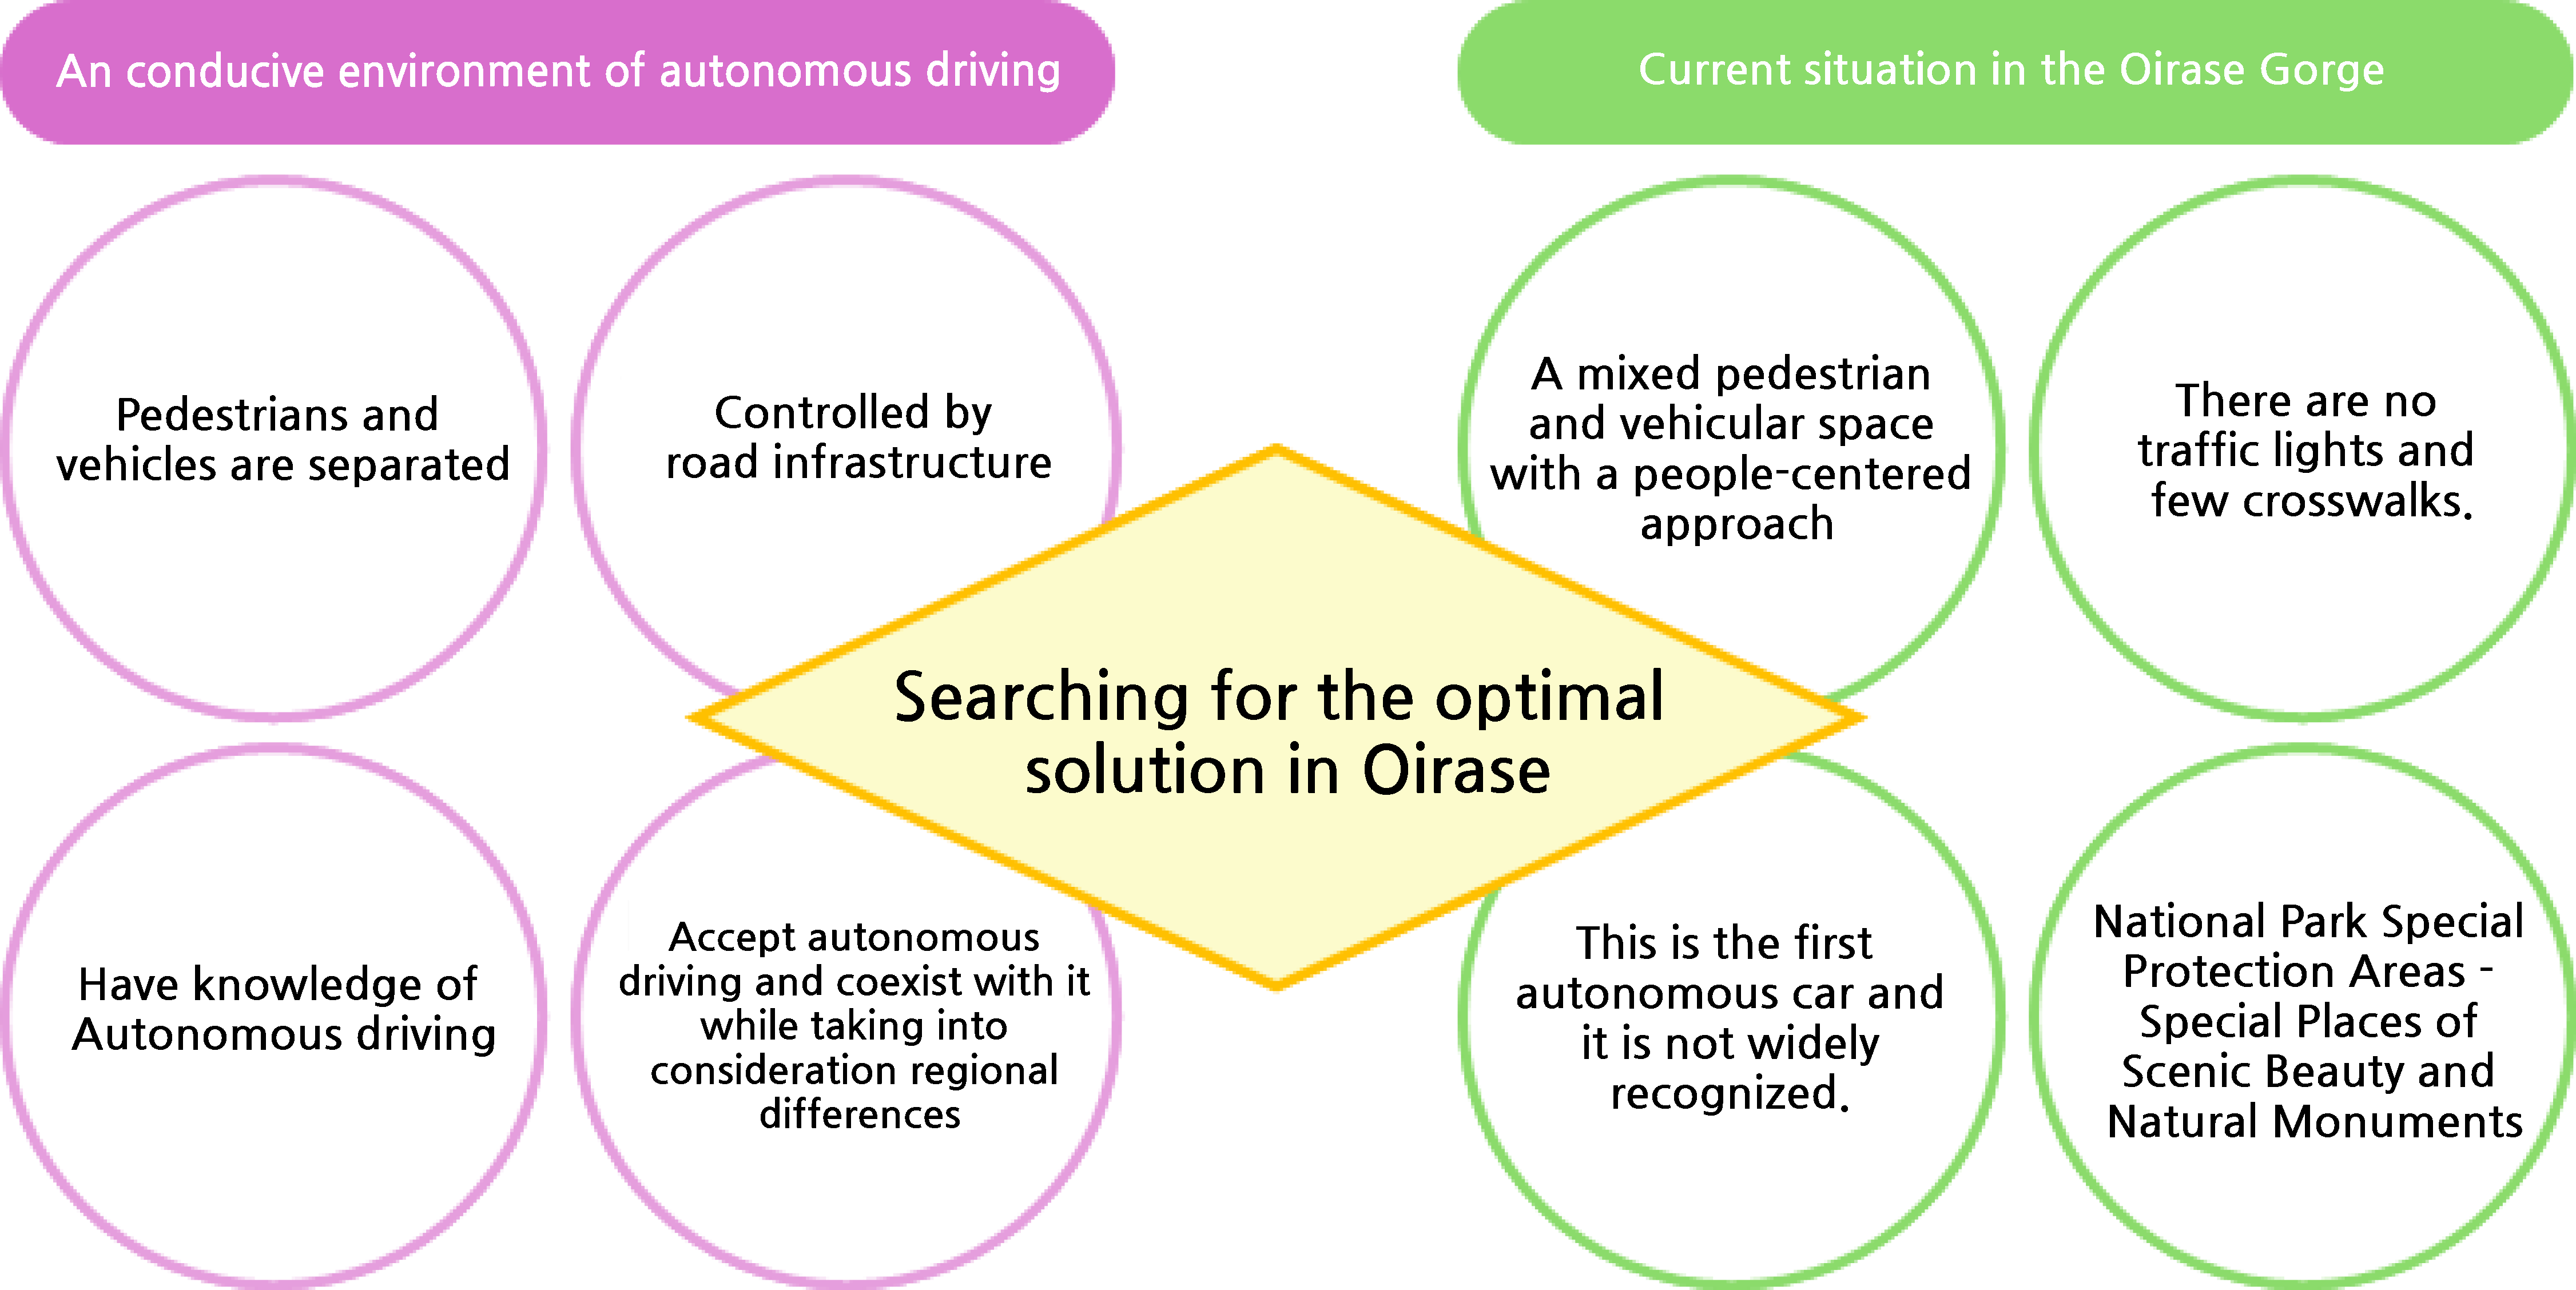 An conducive environment of autonomous driving
Current situation in the Oirase Gorge
Pedestrians and
vehicles are separated
Controlled by
road infrastructure
A mixed pedestrian
and vehicular space
with a people-centered
approach
There are no
traffic lights and
few crosswalks.
Searching for the optimal
solution in Oirase
Have knowledge of
Autonomous driving
Accept autonomous
driving and coexist with it
while taking into
consideration regional
differences
This is the first
autonomous car and
it is not widely
recognized.
National Park Special
Protection Areas -
Special Places of
Scenic Beauty and
Natural Monuments